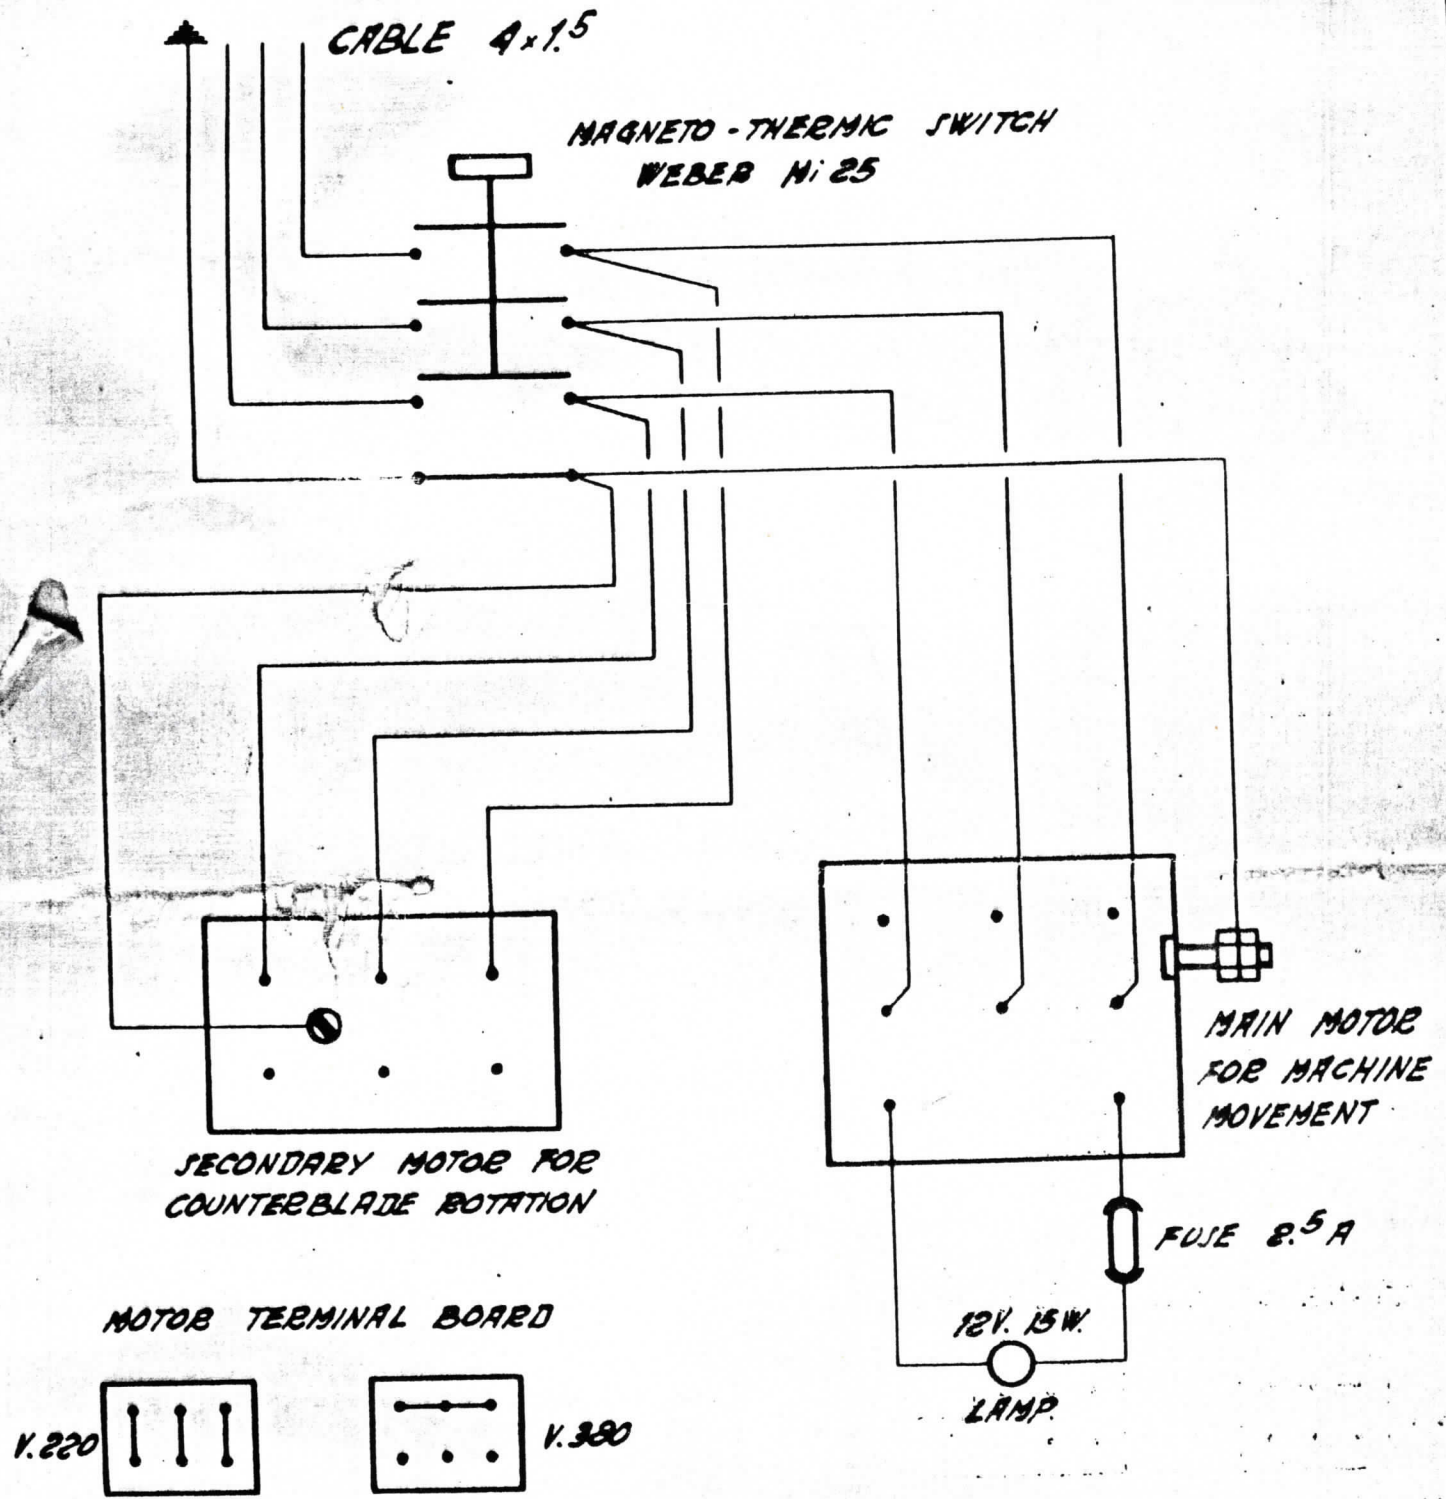 CABLE 4x1.5
MAGNETO-THERMIC SWITCH
WEBER Mi 25
MAIN MOTOR
FOR MACHINE
MOVEMENT
SECONDARY MOTOR FOR
COUNTERBLADE ROTATION
FUSE 2.5 A
MOTOR TERMINAL BOARD
12V. 15W.
LAMP.
V.220
V.380